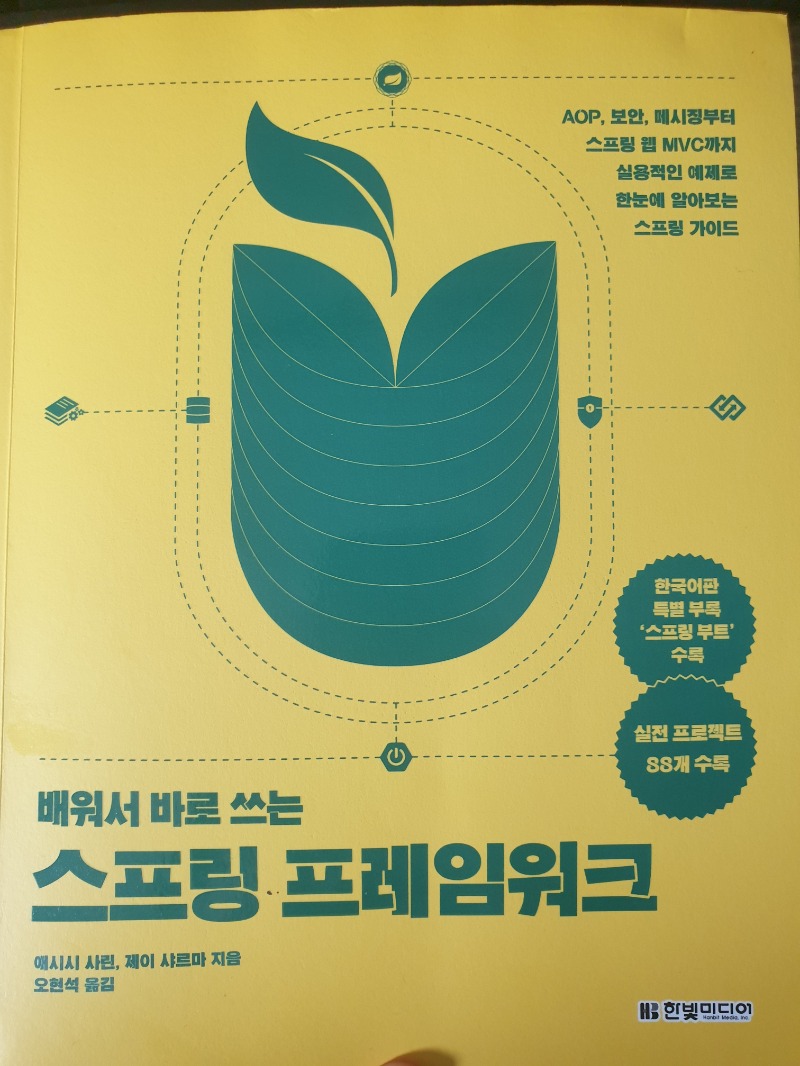 AOP, 보안, 메시징부터
스프링 웹 MVC까지
실용적인 예제로
한눈에 알아보는
스프링 가이드
한국어판
특별 부록
‘스프링 부트’
수록
실전 프로젝트
88개 수록
배워서 바로 쓰는
스프링 프레임워크
애시시 사린, 제이 샤르마 지음
오현석 옮김
HB 한빛미디어
Hanbit Media, Inc.